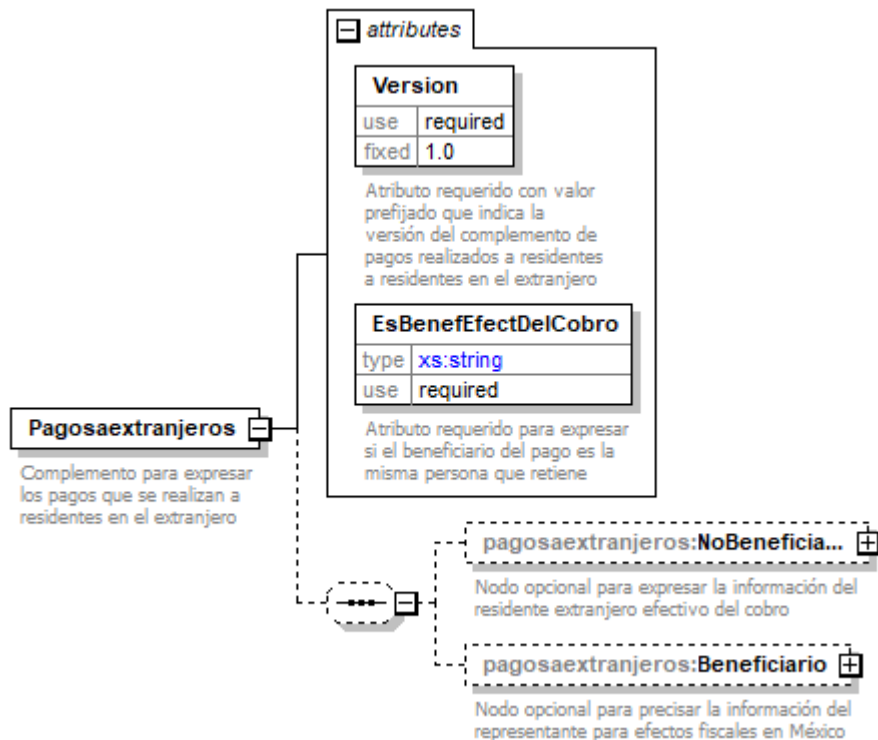 attributes
Version
use required
fixed 1.0
Atributo requerido con valor
prefijado que indica la
versión del complemento de
pagos realizados a residentes
a residentes en el extranjero
EsBenefEfectDelCobro
type xs:string
use required
Atributo requerido para expresar
si el beneficiario del pago es la
misma persona que retiene
Pagosaextranjeros
Complemento para expresar
los pagos que se realizan a
residentes en el extranjero
pagosaextranjeros:NoBeneficia...
Nodo opcional para expresar la información del
residente extranjero efectivo del cobro
pagosaextranjeros:Beneficiario
Nodo opcional para precisar la información del
representante para efectos fiscales en México